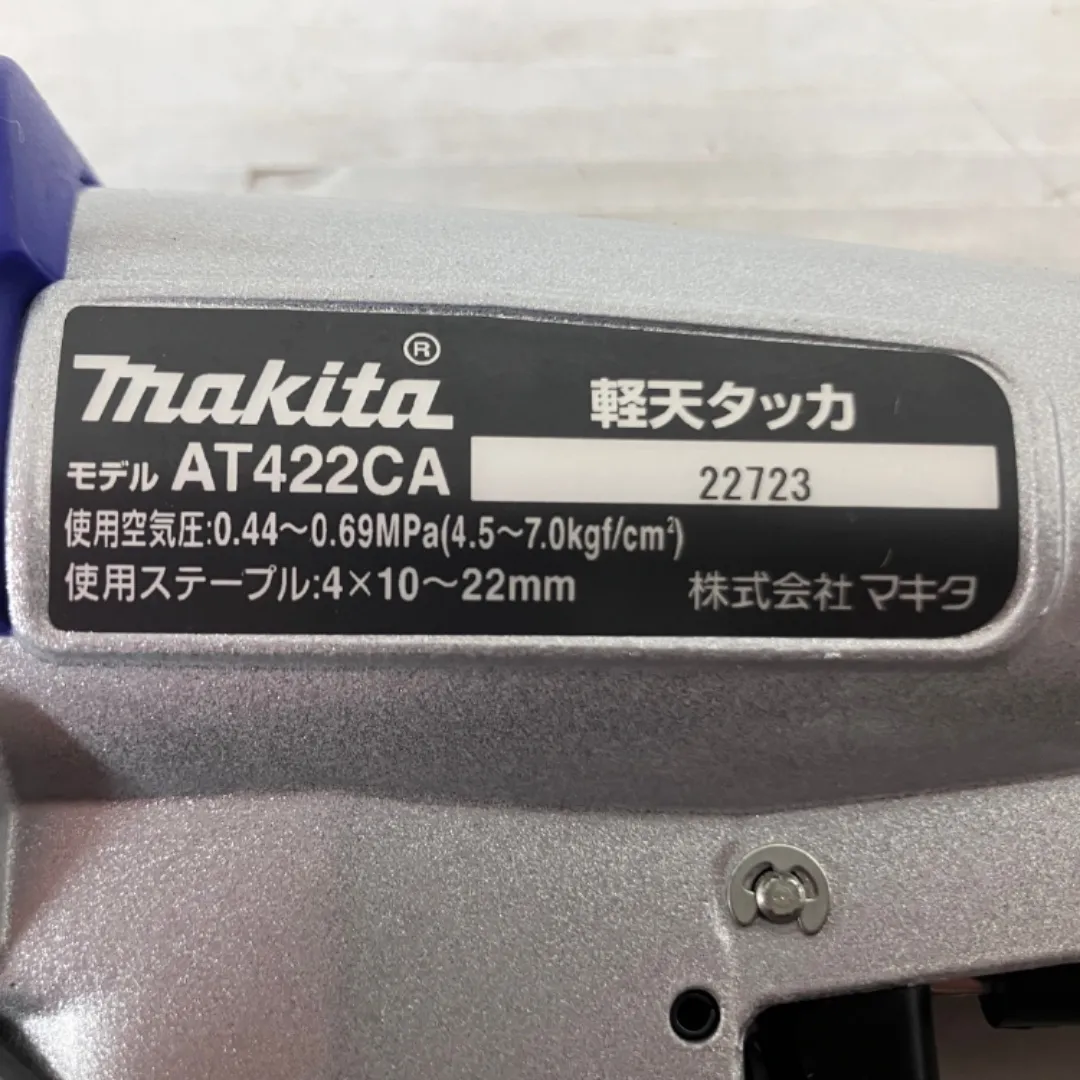 makita®
軽天タッカ
モデル AT422CA
22723
使用空気圧:0.44～0.69MPa(4.5～7.0kgf/cm²)
使用ステープル:4×10～22mm
株式会社マキタ